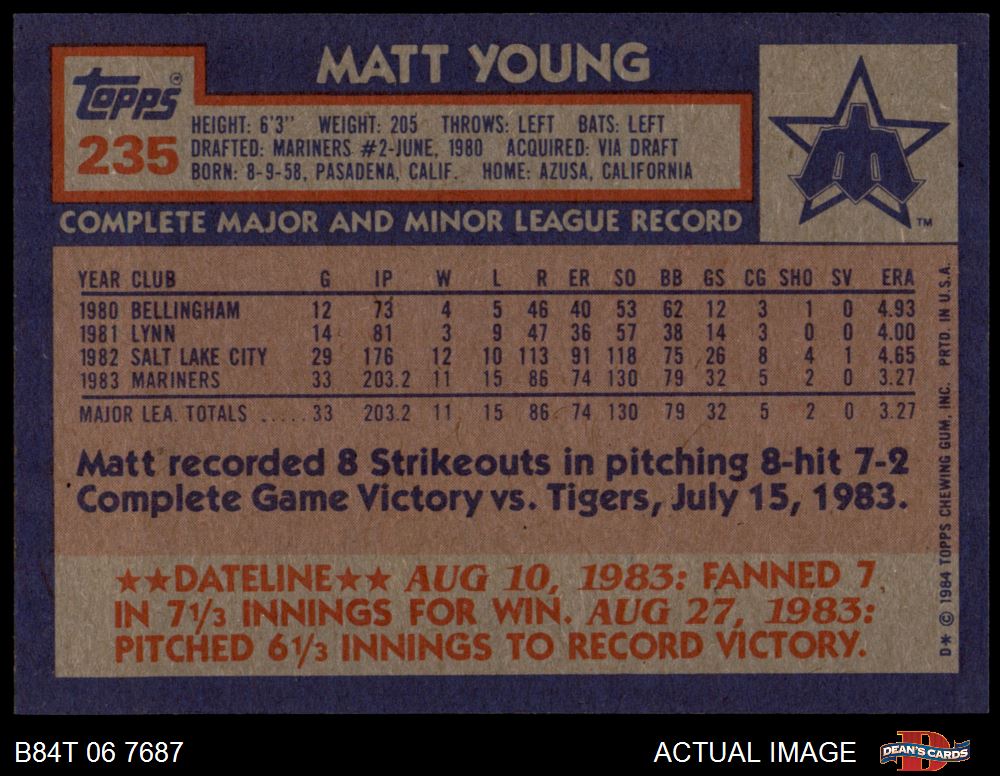 MATT YOUNG
Topps®
235
HEIGHT: 6'3" WEIGHT: 205 THROWS: LEFT BATS: LEFT
DRAFTED: MARINERS #2-JUNE, 1980 ACQUIRED: VIA DRAFT
BORN: 8-9-58, PASADENA, CALIF. HOME: AZUSA, CALIFORNIA
TM
COMPLETE MAJOR AND MINOR LEAGUE RECORD
YEAR CLUB G IP W L R ER SO BB GS CG SHO SV ERA
1980 BELLINGHAM 12 73 4 5 46 40 53 62 12 3 1 0 4.93
1981 LYNN 14 81 3 9 47 36 57 38 14 3 0 0 4.00
1982 SALT LAKE CITY 29 176 12 10 113 91 118 75 26 8 4 1 4.65
1983 MARINERS 33 203.2 11 15 86 74 130 79 32 5 2 0 3.27
MAJOR LEA. TOTALS ..... 33 203.2 11 15 86 74 130 79 32 5 2 0 3.27
Matt recorded 8 Strikeouts in pitching 8-hit 7-2
Complete Game Victory vs. Tigers, July 15, 1983.
★★DATELINE★★ AUG 10, 1983: FANNED 7
IN 7 1/3 INNINGS FOR WIN. AUG 27, 1983:
PITCHED 6 1/3 INNINGS TO RECORD VICTORY.
D* © 1984 TOPPS CHEWING GUM, INC. PRTD. IN U.S.A.
B84T 06 7687
ACTUAL IMAGE
DEAN'S CARDS